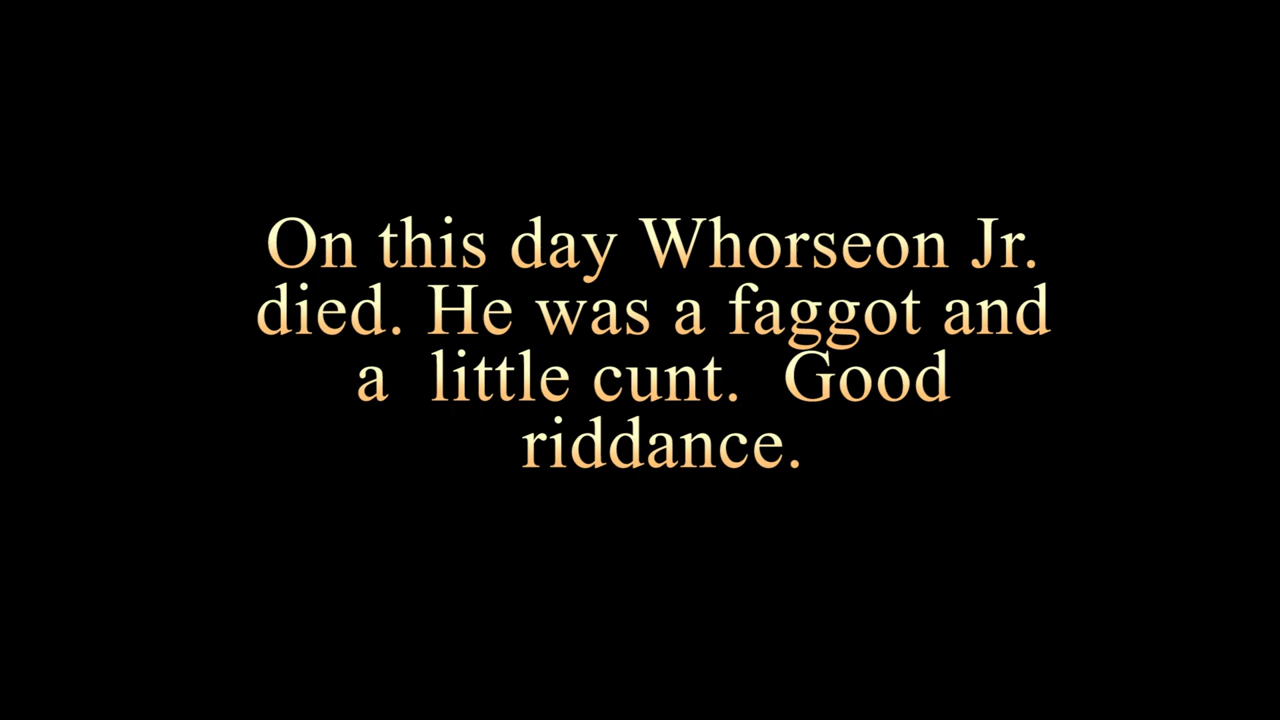 On this day Whorseon Jr.
died. He was a faggot and
a  little cunt.  Good
riddance.